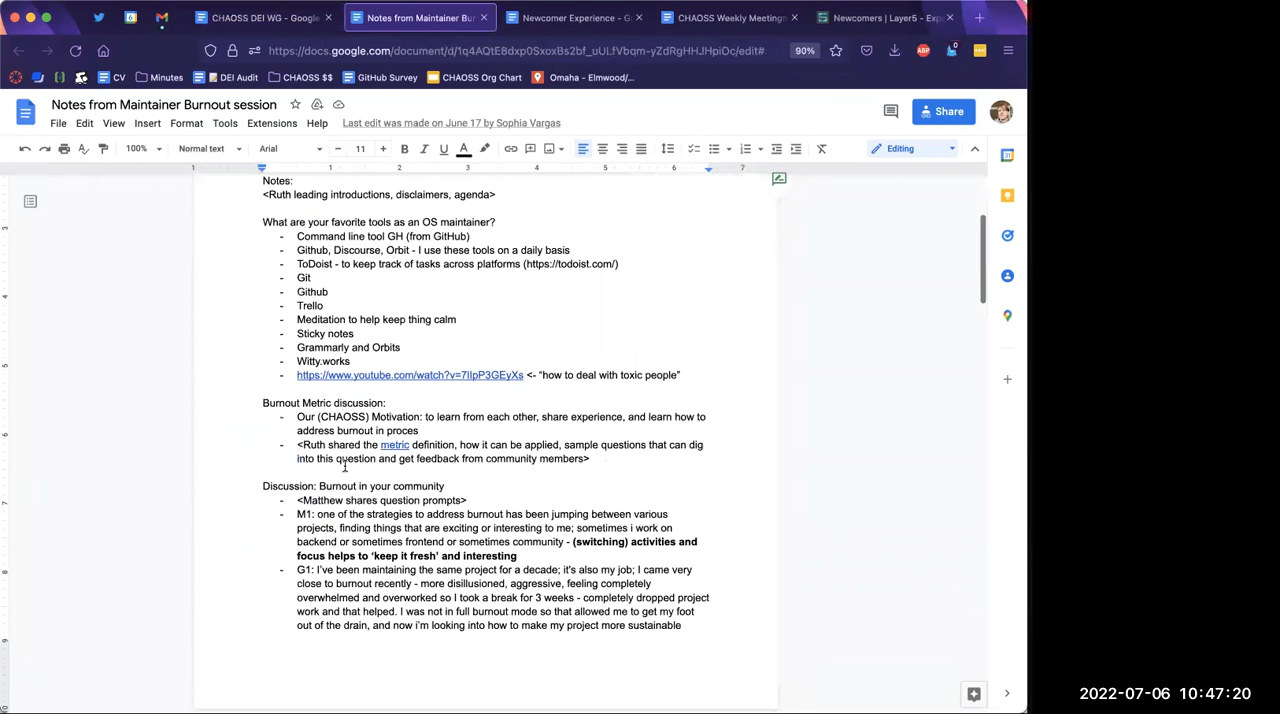 CHAOSS DEI WG - Google
Notes from Maintainer Bur
Newcomer Experience - G
CHAOSS Weekly Meeting
Newcomers | Layer5 - Exp
https://docs.google.com/document/d/1q4AQtE8dxp0SxoxBs2bf_uULfVbqm-yZdRgHHJHpiOc/edit#
90%
ABP
0
CV
Minutes
DEI Audit
CHAOSS $$
GitHub Survey
CHAOSS Org Chart
Omaha - Elmwood/...
Notes from Maintainer Burnout session
File Edit View Insert Format Tools Extensions Help Last edit was made on June 17 by Sophia Vargas
Share
100% Normal text Arial 11 B I U A Editing
1 1 2 3 4 5 6 7
Notes:
<Ruth leading introductions, disclaimers, agenda>
What are your favorite tools as an OS maintainer?
- Command line tool GH (from GitHub)
- Github, Discourse, Orbit - I use these tools on a daily basis
- ToDoist - to keep track of tasks across platforms (https://todoist.com/)
- Git
- Github
- Trello
- Meditation to help keep thing calm
- Sticky notes
- Grammarly and Orbits
- Witty.works
- https://www.youtube.com/watch?v=7IIpP3GEyXs <- “how to deal with toxic people”
Burnout Metric discussion:
- Our (CHAOSS) Motivation: to learn from each other, share experience, and learn how to
address burnout in proces
- <Ruth shared the metric definition, how it can be applied, sample questions that can dig
into this question and get feedback from community members>
Discussion: Burnout in your community
- <Matthew shares question prompts>
- M1: one of the strategies to address burnout has been jumping between various
projects, finding things that are exciting or interesting to me; sometimes i work on
backend or sometimes frontend or sometimes community - (switching) activities and
focus helps to ‘keep it fresh’ and interesting
- G1: I’ve been maintaining the same project for a decade; it’s also my job; I came very
close to burnout recently - more disillusioned, aggressive, feeling completely
overwhelmed and overworked so I took a break for 3 weeks - completely dropped project
work and that helped. I was not in full burnout mode so that allowed me to get my foot
out of the drain, and now i’m looking into how to make my project more sustainable
2022-07-06 10:47:20